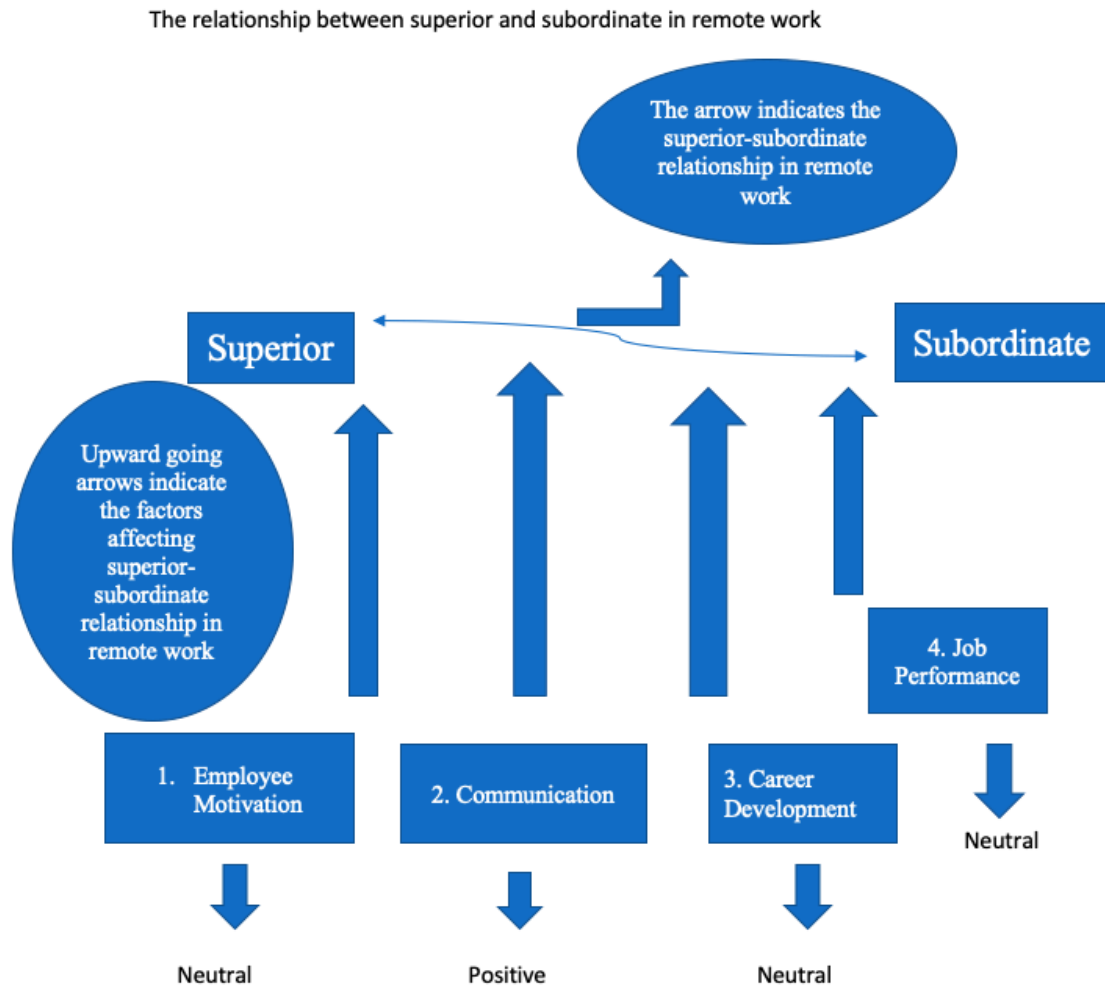 The relationship between superior and subordinate in remote work
The arrow indicates the
superior-subordinate
relationship in remote
work
Superior
Subordinate
Upward going
arrows indicate
the factors
affecting
superior-
subordinate
relationship in
remote work
4. Job
Performance
1. Employee
Motivation
2. Communication
3. Career
Development
Neutral
Neutral
Positive
Neutral